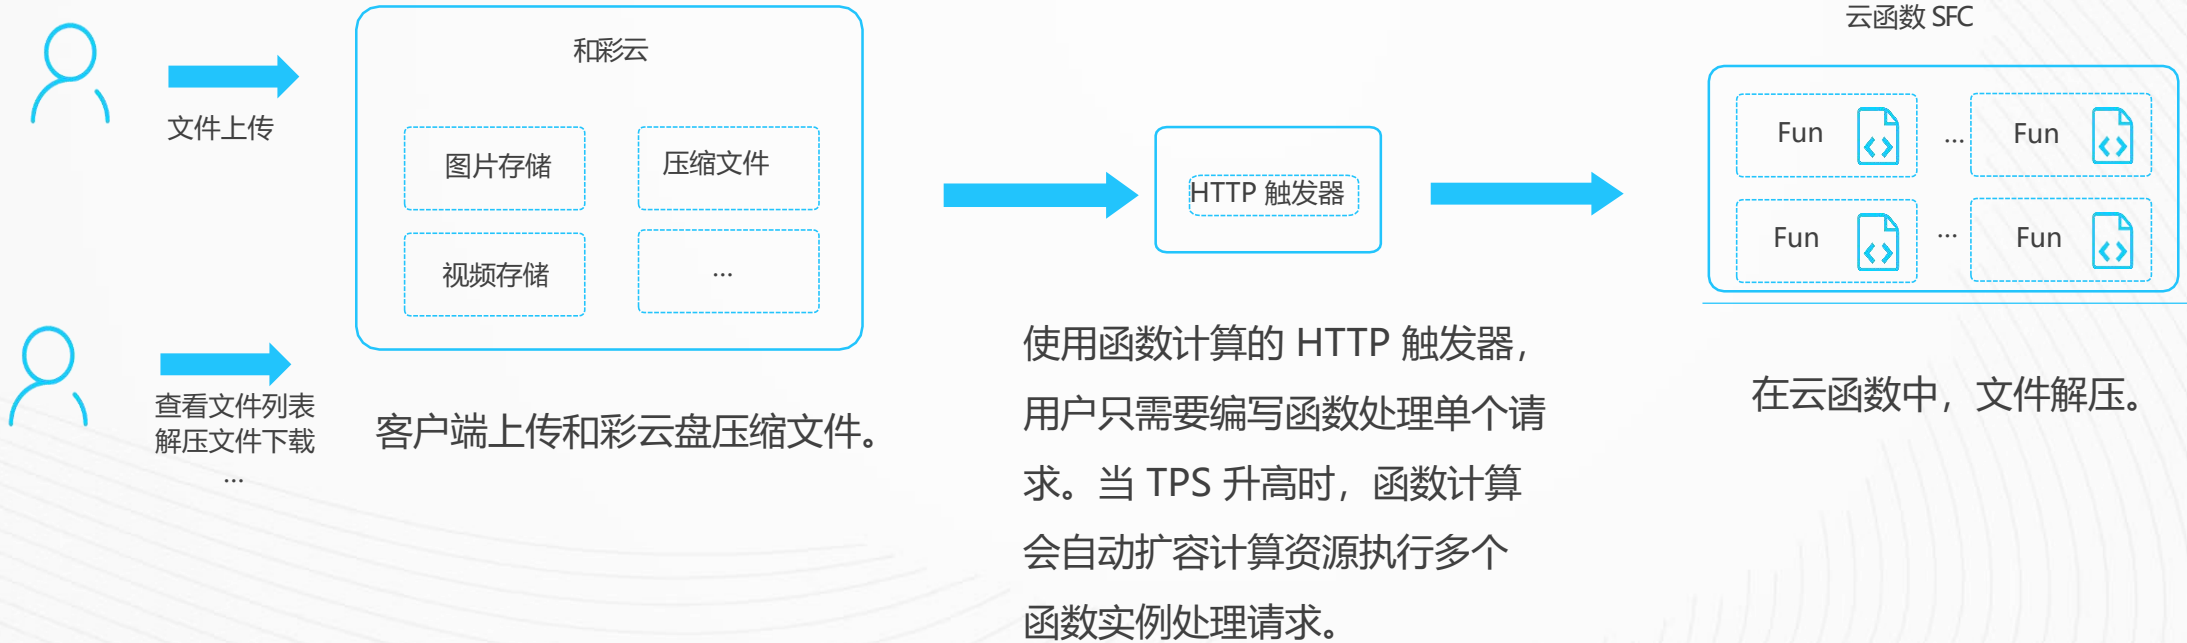 文件上传
查看文件列表
解压文件下载
…
和彩云
图片存储
压缩文件
视频存储
…
客户端上传和彩云盘压缩文件。
HTTP 触发器
使用函数计算的 HTTP 触发器，
用户只需要编写函数处理单个请
求。当 TPS 升高时，函数计算
会自动扩容计算资源执行多个
函数实例处理请求。
云函数 SFC
Fun … Fun
Fun … Fun
在云函数中，文件解压。